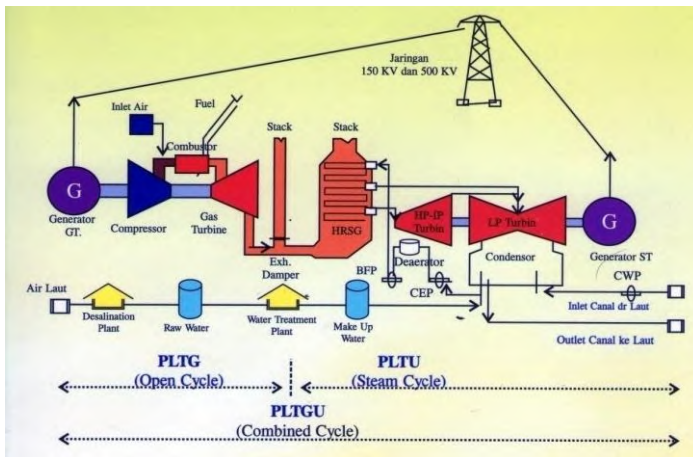 Jaringan
150 KV dan 500 KV
Inlet Air
Fuel
Combustor
Stack
Stack
G
Generator
GT.
Compressor
Gas
Turbine
Exh.
Damper
HRSG
HP-IP
Turbin
LP Turbin
G
Generator ST
Deaerator
Condensor
BFP
CEP
CWP
Inlet Canal dr Laut
Outlet Canal ke Laut
Air Laut
Desalination
Plant
Raw Water
Water Treatment
Plant
Make Up
Water
PLTG
(Open Cycle)
PLTU
(Steam Cycle)
PLTGU
(Combined Cycle)